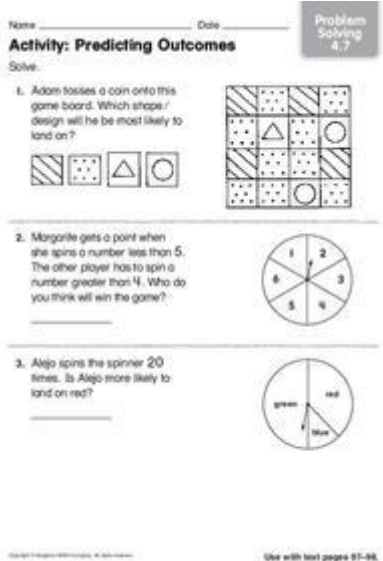 Name Date
Problem
Solving
4.7
Activity: Predicting Outcomes
Solve.
1. Adam tosses a coin onto this
game board. Which shape/
design will he be most likely to
land on?
2. Margarite gets a point when
she spins a number less than 5.
The other player has to spin a
number greater than 4. Who do
you think will win the game?
1
2
3
4
5
6
3. Alejo spins the spinner 20
times. Is Alejo more likely to
land on red?
green
red
blue
Use with text pages 97–98.